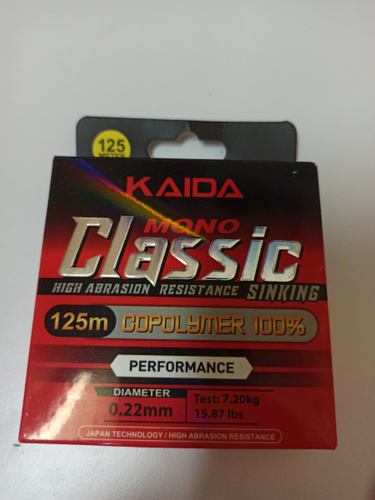 125
METER
KAIDA
MONO
Classic
HIGH ABRASION RESISTANCE SINKING
125m COPOLYMER 100%
PERFORMANCE
DIAMETER
0.22mm
Test: 7.20kg
15.87 lbs
JAPAN TECHNOLOGY / HIGH ABRASION RESISTANCE